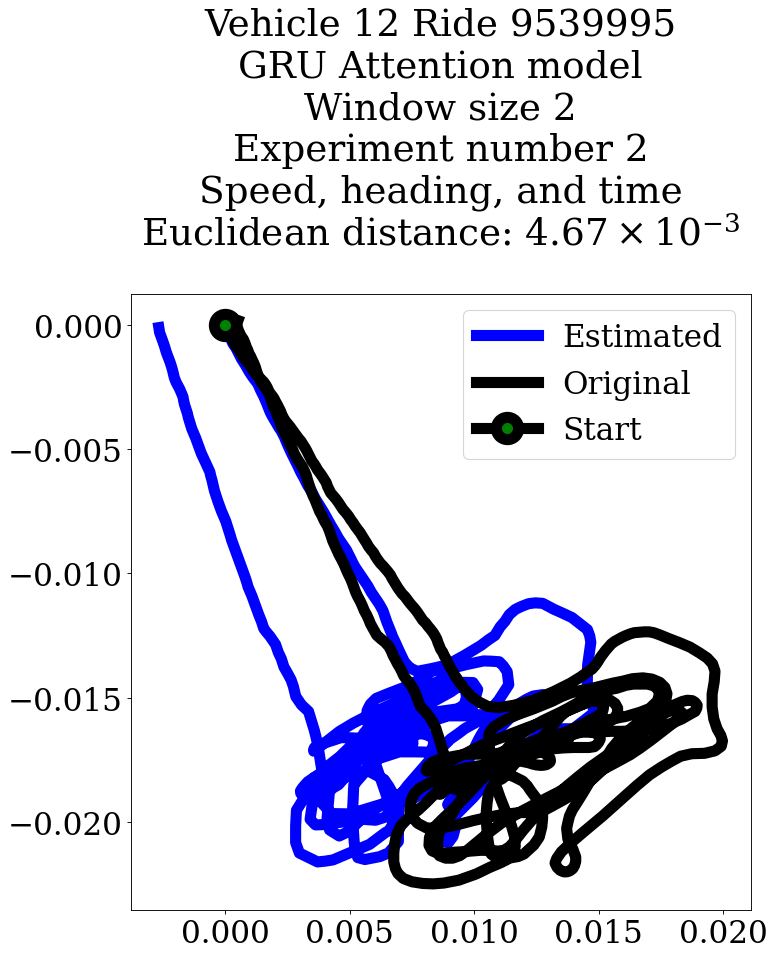 Vehicle 12 Ride 9539995
GRU Attention model
Window size 2
Experiment number 2
Speed, heading, and time
Euclidean distance: 4.67 × 10⁻³
Estimated
Original
Start
0.000
−0.005
−0.010
−0.015
−0.020
0.000 0.005 0.010 0.015 0.020